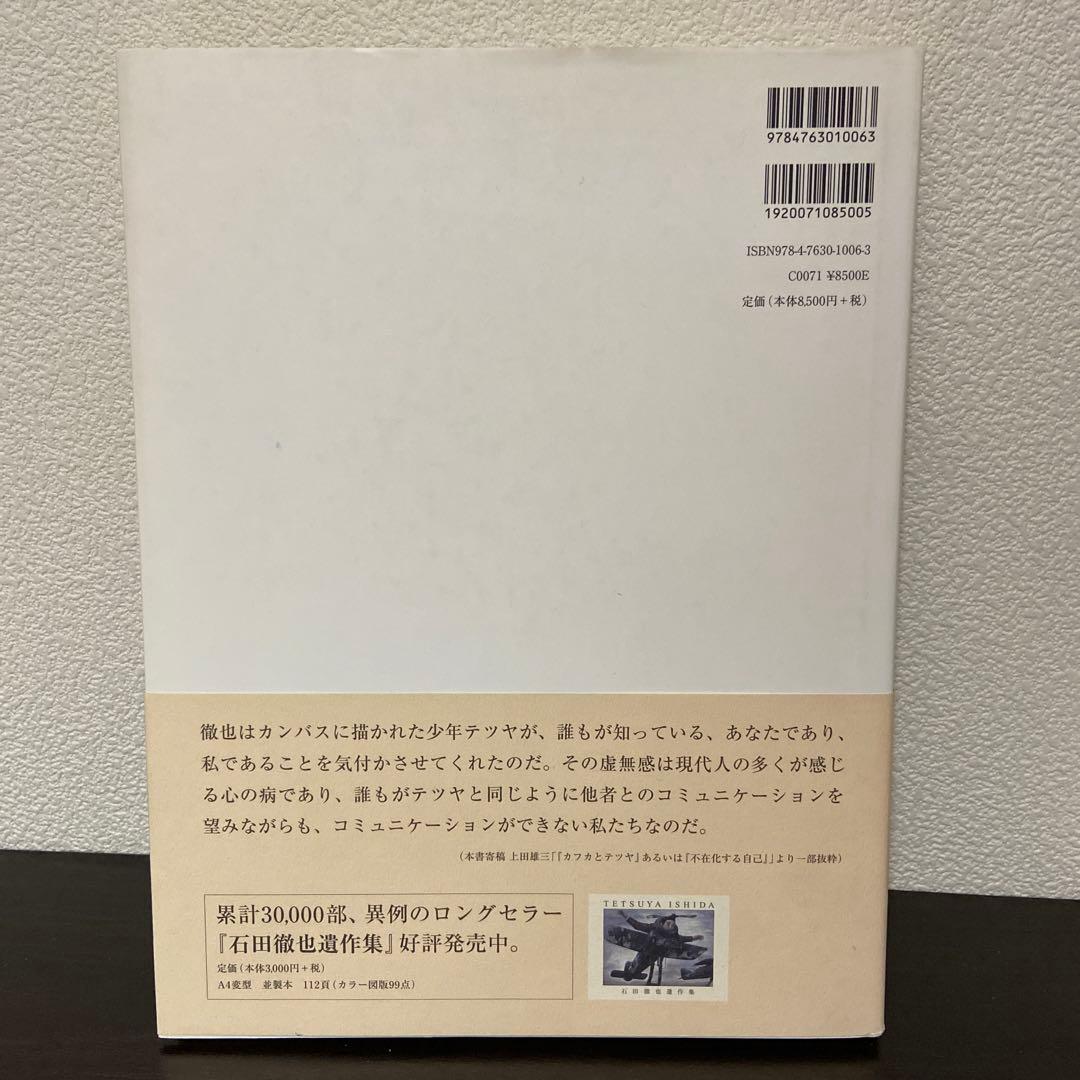 9784763010063
1920071085005
ISBN978-4-7630-1006-3
C0071 ¥8500E
定価(本体8,500円+税)
徹也はカンバスに描かれた少年テツヤが、誰もが知っている、あなたであり、
私であることを気付かさせてくれたのだ。その虚無感は現代人の多くが感じ
る心の病であり、誰もがテツヤと同じように他者とのコミュニケーションを
望みながらも、コミュニケーションができない私たちなのだ。
(本書寄稿 上田雄三「『カフカとテツヤ』あるいは『不在化する自己』」より一部抜粋)
累計30,000部、異例のロングセラー
『石田徹也遺作集』好評発売中。
定価(本体3,000円+税)
A4変型 並製本 112頁(カラー図版99点)
TETSUYA ISHIDA
石田徹也遺作集